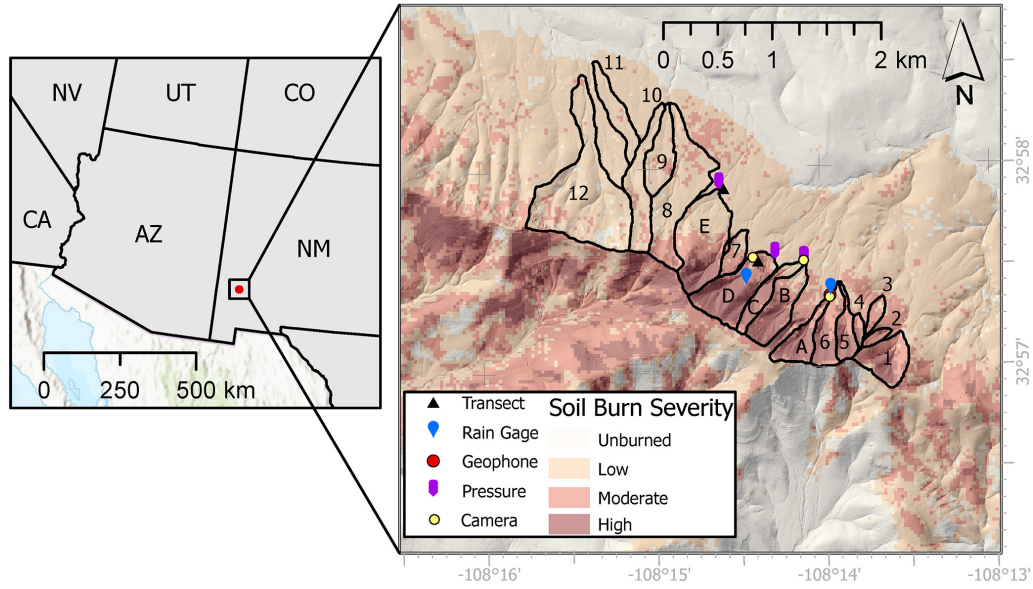 NV
UT
CO
CA
AZ
NM
0 250 500 km
0 0.5 1 2 km
N
11
10
9
12
8
E
7
D
C
B
A
6
5
4
3
2
1
Transect
Rain Gage
Geophone
Pressure
Camera
Soil Burn Severity
Unburned
Low
Moderate
High
32°58'
32°57'
-108°16'
-108°15'
-108°14'
-108°13'